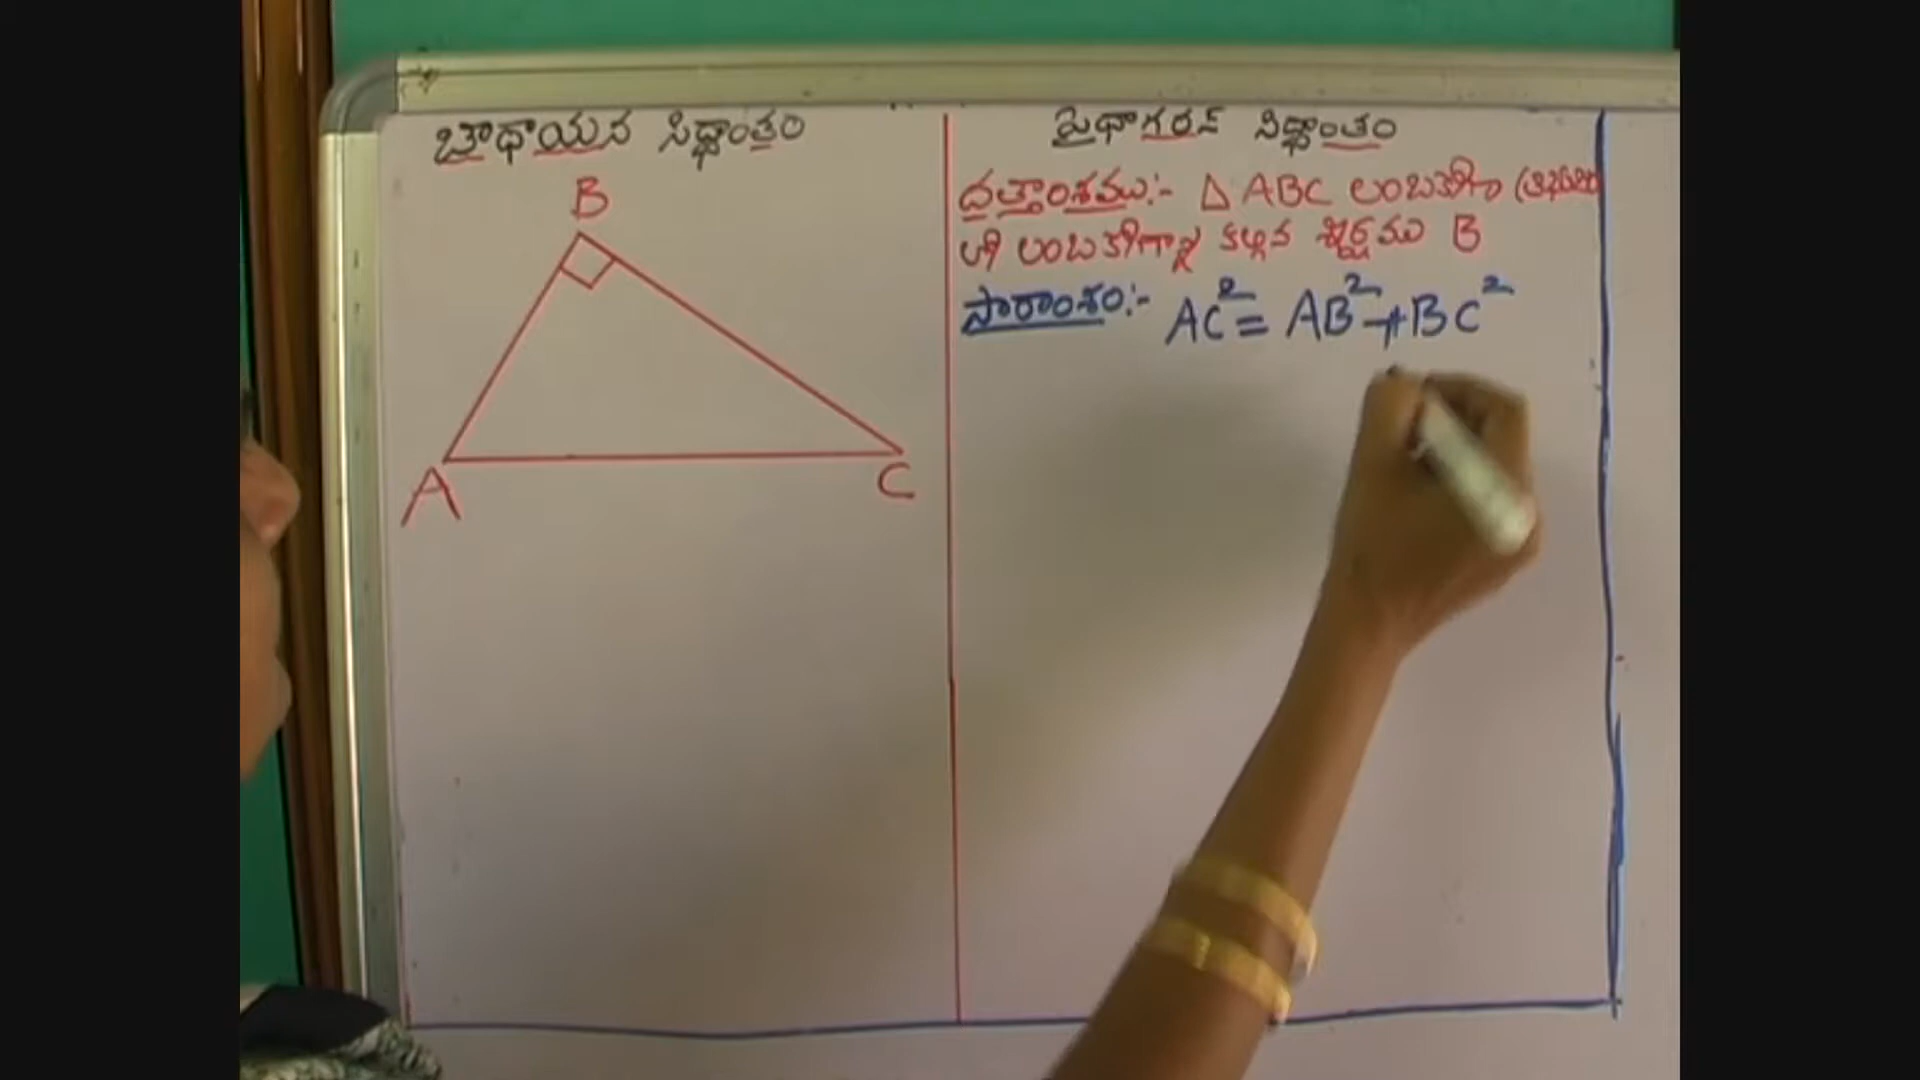 బౌధాయన సిద్ధాంతం
B
A
C
పైథాగరస్ సిద్ధాంతం
దత్తాంశము:- Δ ABC లంబకోణ
లంబకోణాన్ని కల్గిన శీర్షము B
సారాంశం:- AC² = AB² + BC²